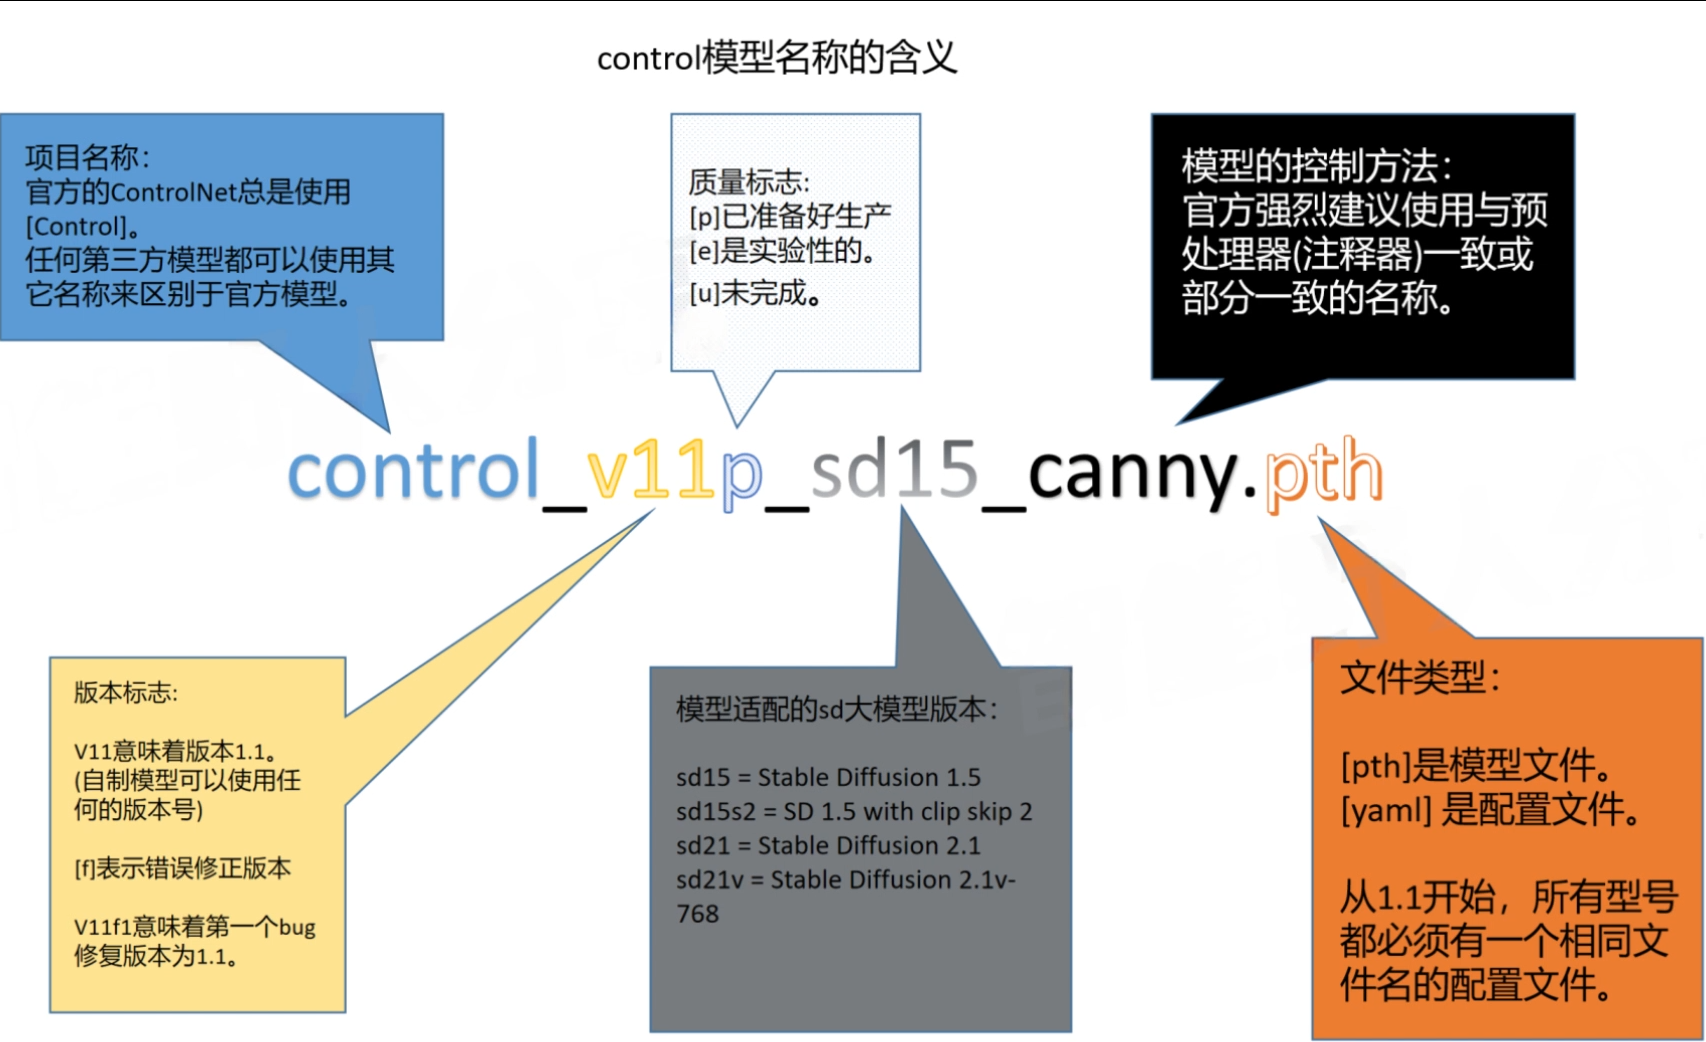 control模型名称的含义
项目名称：
官方的ControlNet总是使用
[Control]。
任何第三方模型都可以使用其
它名称来区别于官方模型。
质量标志:
[p]已准备好生产
[e]是实验性的。
[u]未完成。
模型的控制方法：
官方强烈建议使用与预
处理器(注释器)一致或
部分一致的名称。
control_v11p_sd15_canny.pth
版本标志:
V11意味着版本1.1。
(自制模型可以使用任
何的版本号)
[f]表示错误修正版本
V11f1意味着第一个bug
修复版本为1.1。
模型适配的sd大模型版本：
sd15 = Stable Diffusion 1.5
sd15s2 = SD 1.5 with clip skip 2
sd21 = Stable Diffusion 2.1
sd21v = Stable Diffusion 2.1v-
768
文件类型：
[pth]是模型文件。
[yaml] 是配置文件。
从1.1开始，所有型号
都必须有一个相同文
件名的配置文件。